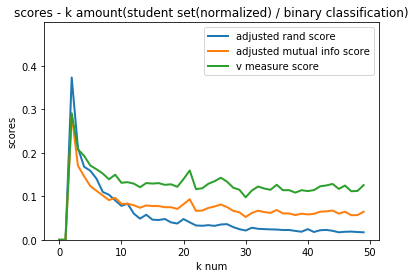 scores - k amount(student set(normalized) / binary classification)
adjusted rand score
adjusted mutual info score
v measure score
scores
0.4
0.3
0.2
0.1
0.0
0
10
20
30
40
50
k num